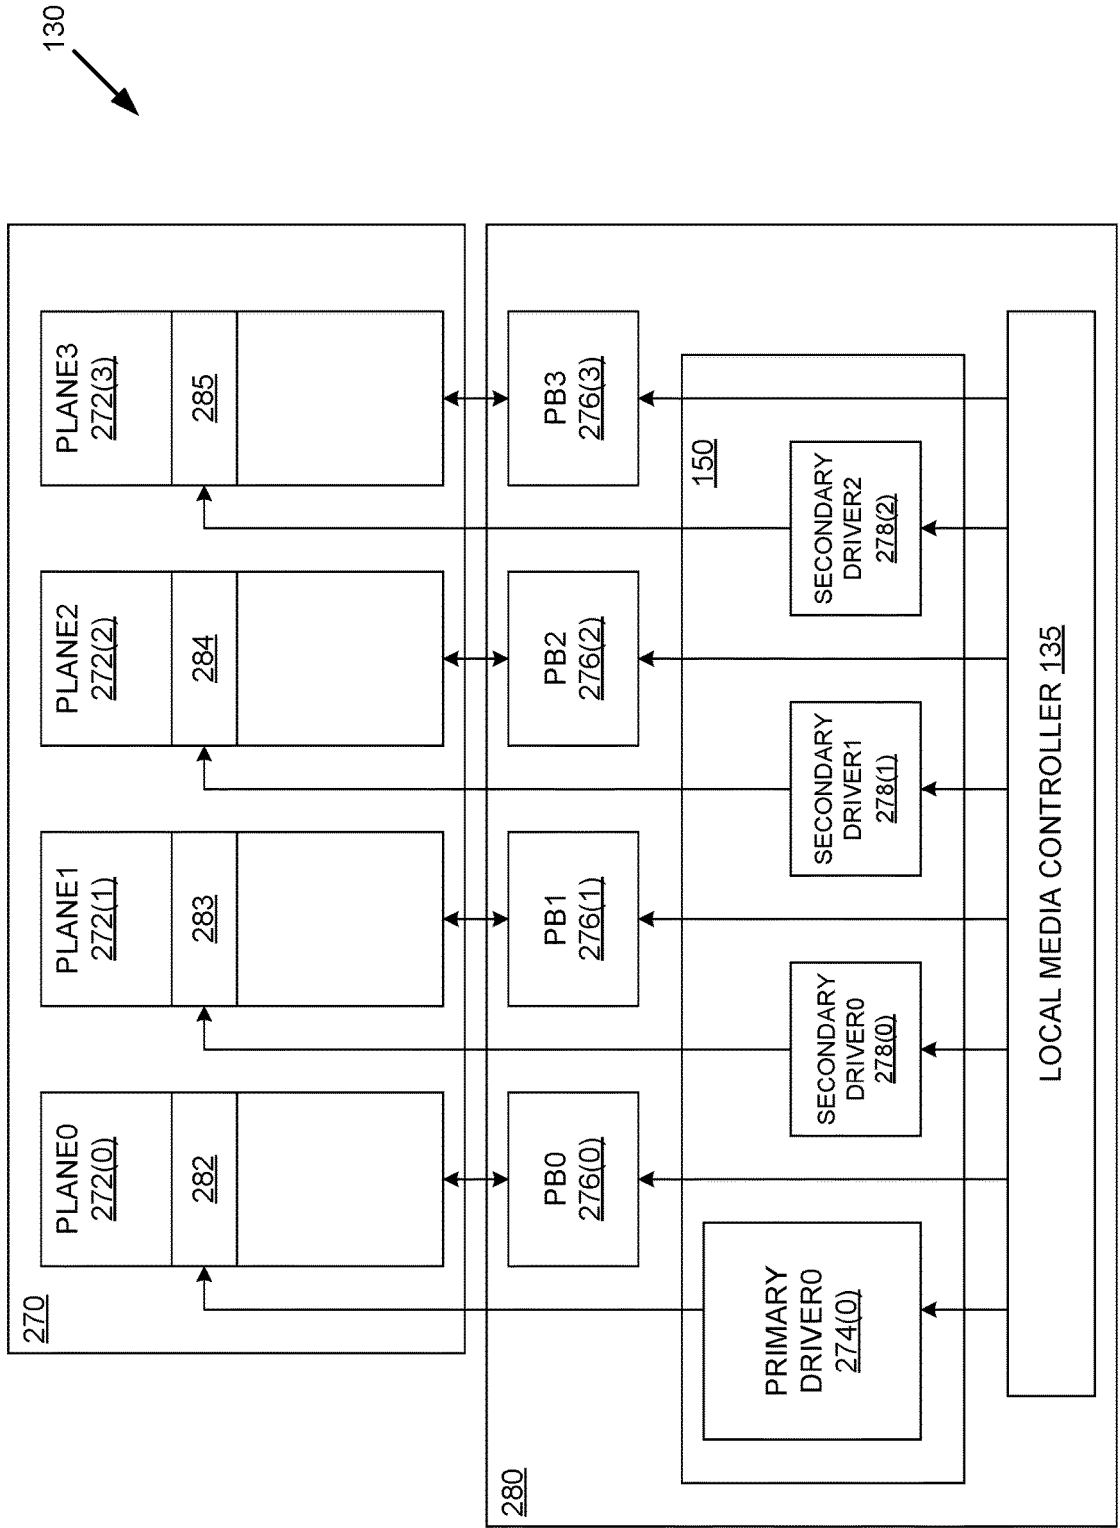 130
270
PLANE0
272(0)
282
PLANE1
272(1)
283
PLANE2
272(2)
284
PLANE3
272(3)
285
280
PB0
276(0)
PB1
276(1)
PB2
276(2)
PB3
276(3)
150
PRIMARY
DRIVER0
274(0)
SECONDARY
DRIVER0
278(0)
SECONDARY
DRIVER1
278(1)
SECONDARY
DRIVER2
278(2)
LOCAL MEDIA CONTROLLER 135